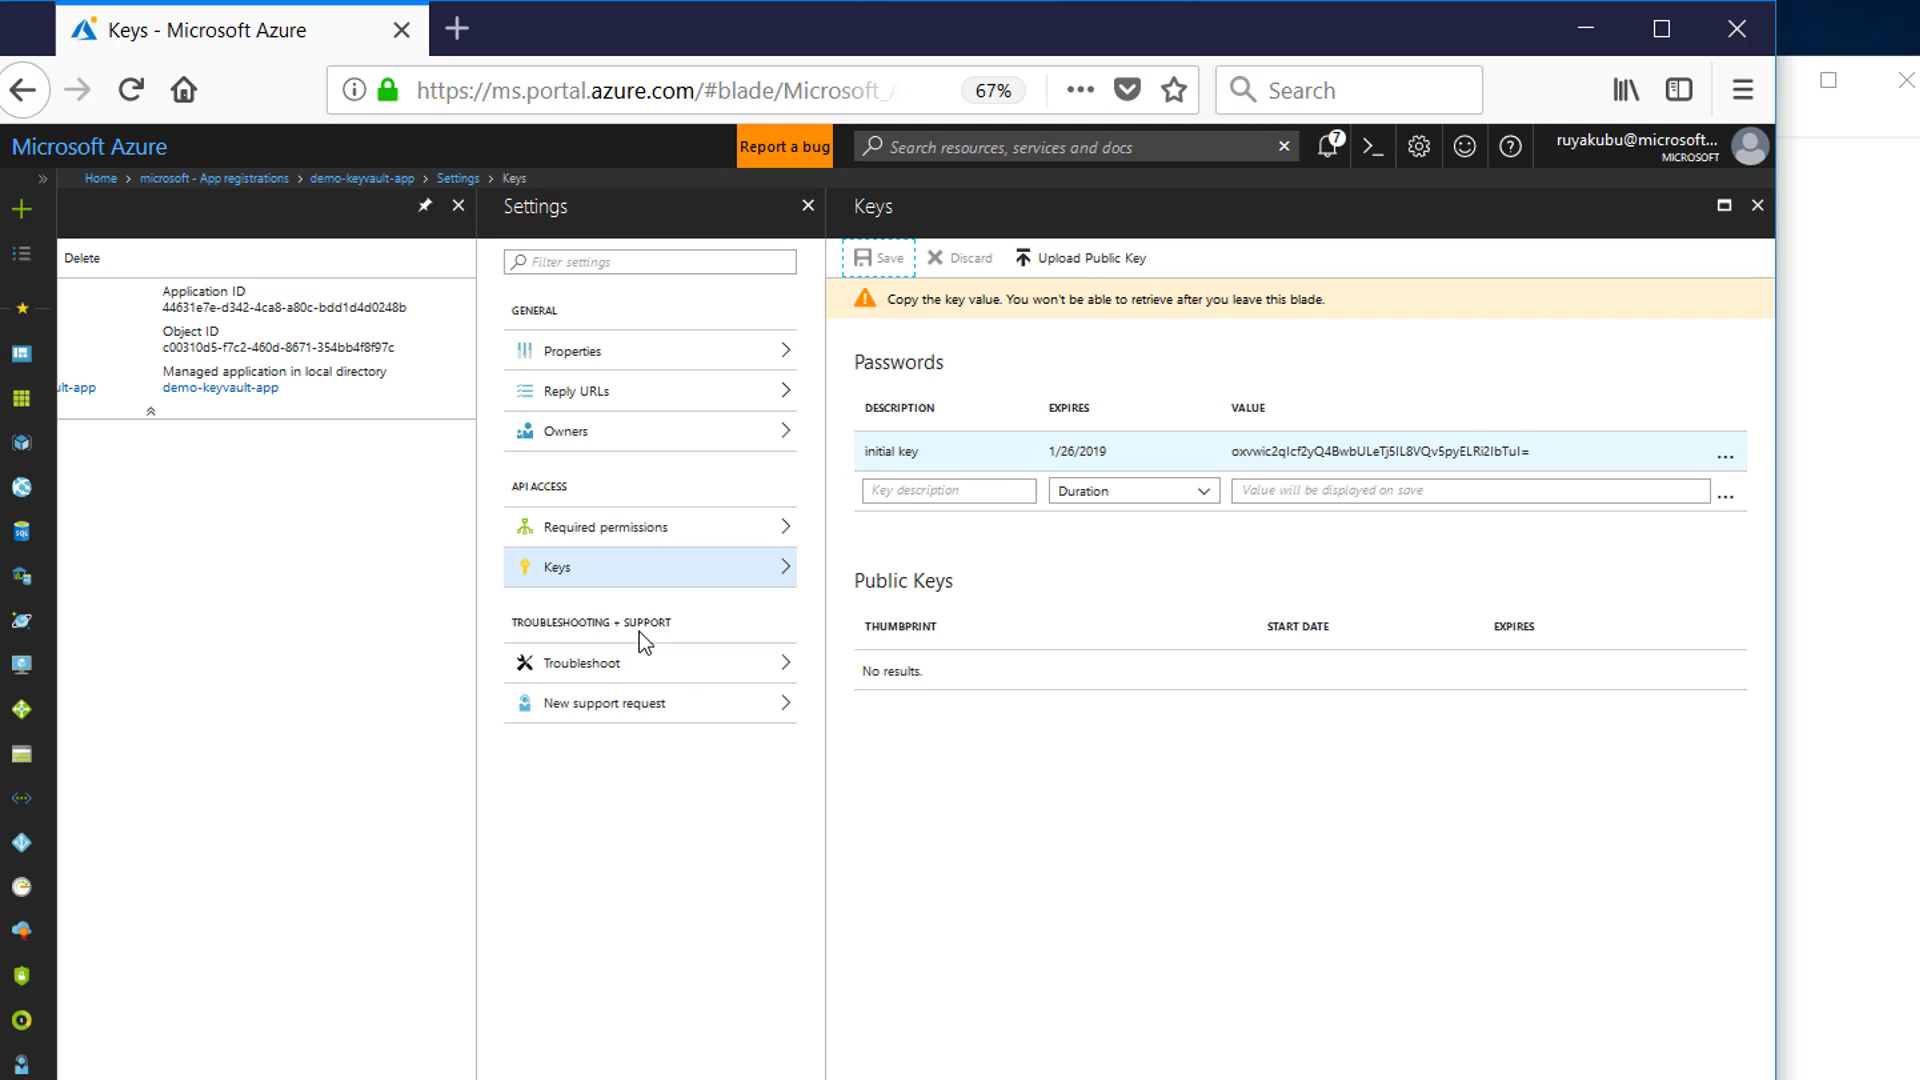 Keys - Microsoft Azure
https://ms.portal.azure.com/#blade/Microsoft_
67%
Search
Microsoft Azure
Report a bug
Search resources, services and docs
7
ruyakubu@microsoft...
MICROSOFT
Home > microsoft - App registrations > demo-keyvault-app > Settings > Keys
Settings
Keys
Delete
Application ID
44631e7e-d342-4ca8-a80c-bdd1d4d0248b
Object ID
c00310d5-f7c2-460d-8671-354bb4f8f97c
Managed application in local directory
ult-app
demo-keyvault-app
Filter settings
GENERAL
Properties
Reply URLs
Owners
API ACCESS
Required permissions
Keys
TROUBLESHOOTING + SUPPORT
Troubleshoot
New support request
Save
Discard
Upload Public Key
Copy the key value. You won't be able to retrieve after you leave this blade.
Passwords
DESCRIPTION EXPIRES VALUE
initial key 1/26/2019
Key description Duration Value will be displayed on save
Public Keys
THUMBPRINT START DATE EXPIRES
No results.
SQL